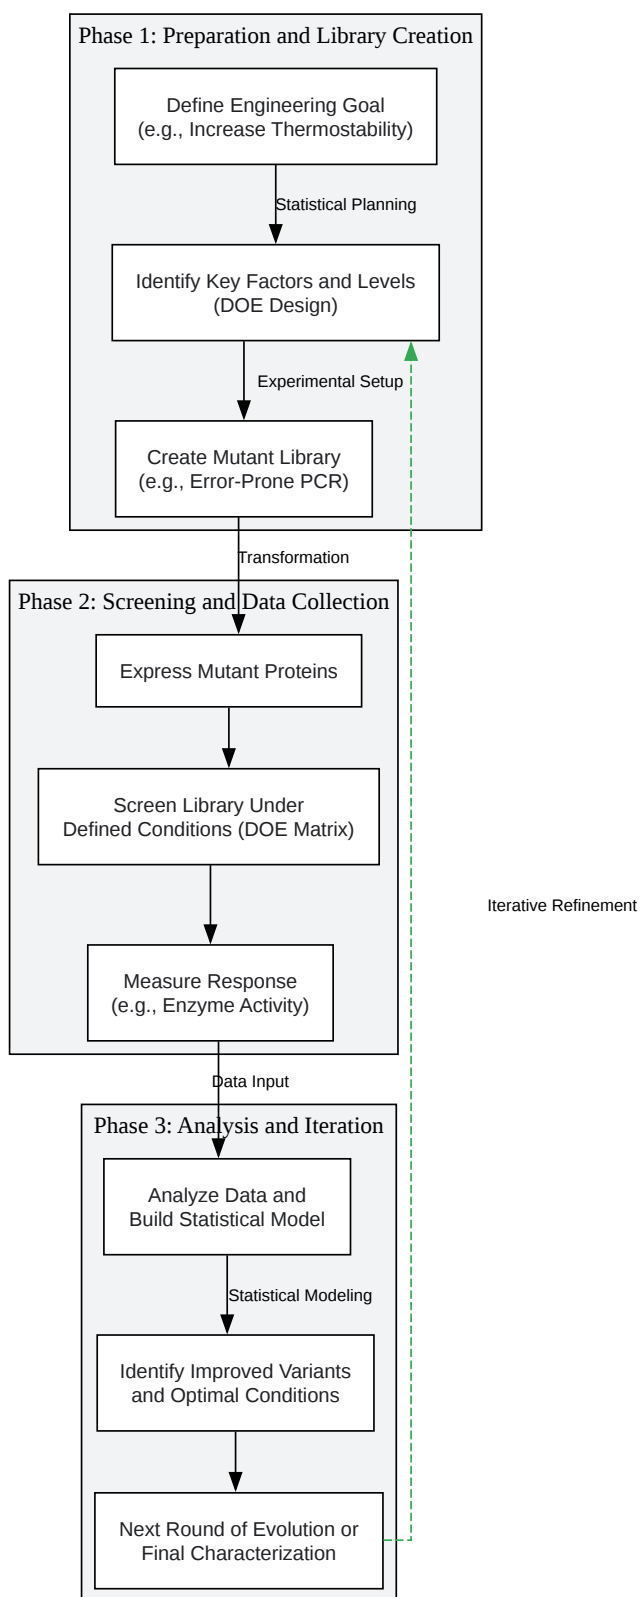 Phase 1: Preparation and Library Creation
Define Engineering Goal
(e.g., Increase Thermostability)
Statistical Planning
Identify Key Factors and Levels
(DOE Design)
Experimental Setup
Create Mutant Library
(e.g., Error-Prone PCR)
Transformation
Phase 2: Screening and Data Collection
Express Mutant Proteins
Screen Library Under
Defined Conditions (DOE Matrix)
Iterative Refinement
Measure Response
(e.g., Enzyme Activity)
Data Input
Phase 3: Analysis and Iteration
Analyze Data and
Build Statistical Model
Statistical Modeling
Identify Improved Variants
and Optimal Conditions
Next Round of Evolution or
Final Characterization